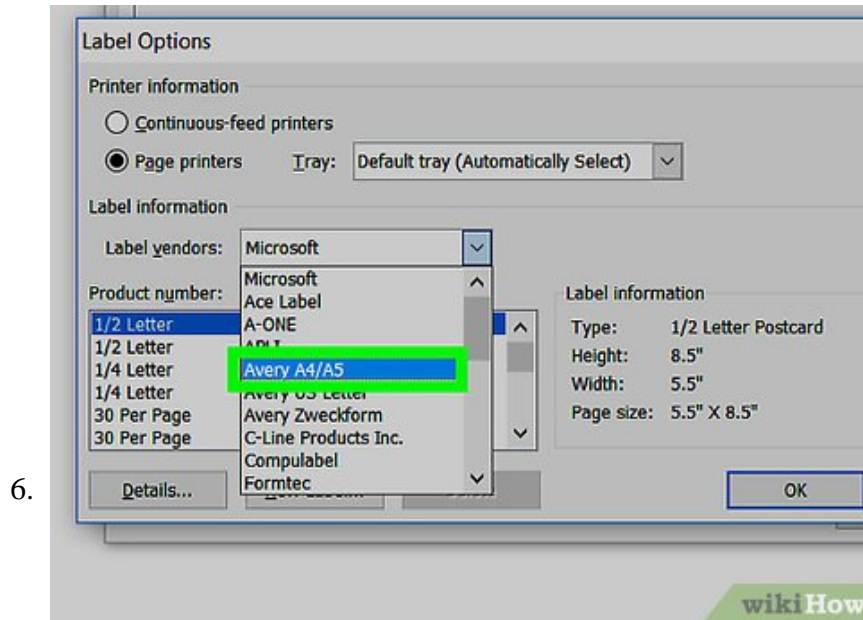 Label Options
Printer information
Continuous-feed printers
Page printers Tray: Default tray (Automatically Select)
Label information
Label vendors: Microsoft
Microsoft
Ace Label
A-ONE
APLI
Avery A4/A5
Avery US Letter
Avery Zweckform
C-Line Products Inc.
Compulabel
Formtec
Product number:
1/2 Letter
1/2 Letter
1/4 Letter
1/4 Letter
30 Per Page
30 Per Page
Label information
Type: 1/2 Letter Postcard
Height: 8.5"
Width: 5.5"
Page size: 5.5" X 8.5"
6.
Details...
OK
wikiHow